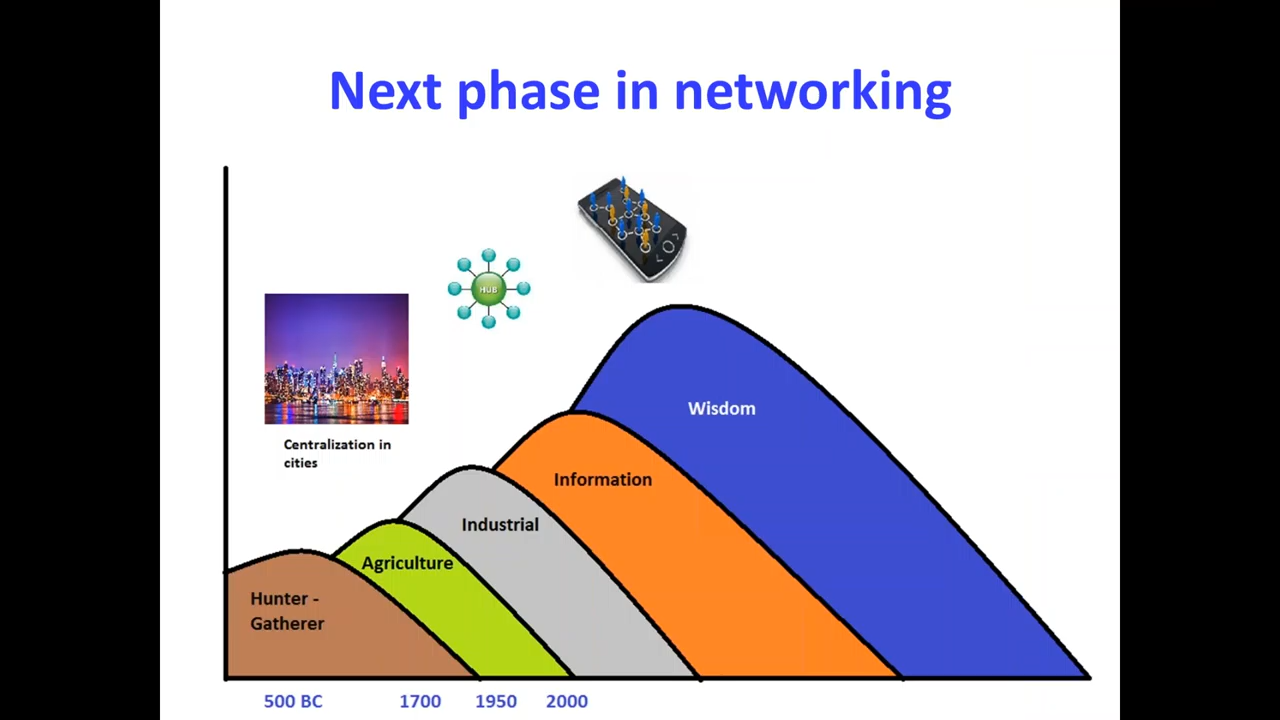 Next phase in networking
HUB
Centralization in
cities
Wisdom
Information
Industrial
Agriculture
Hunter -
Gatherer
500 BC
1700
1950
2000